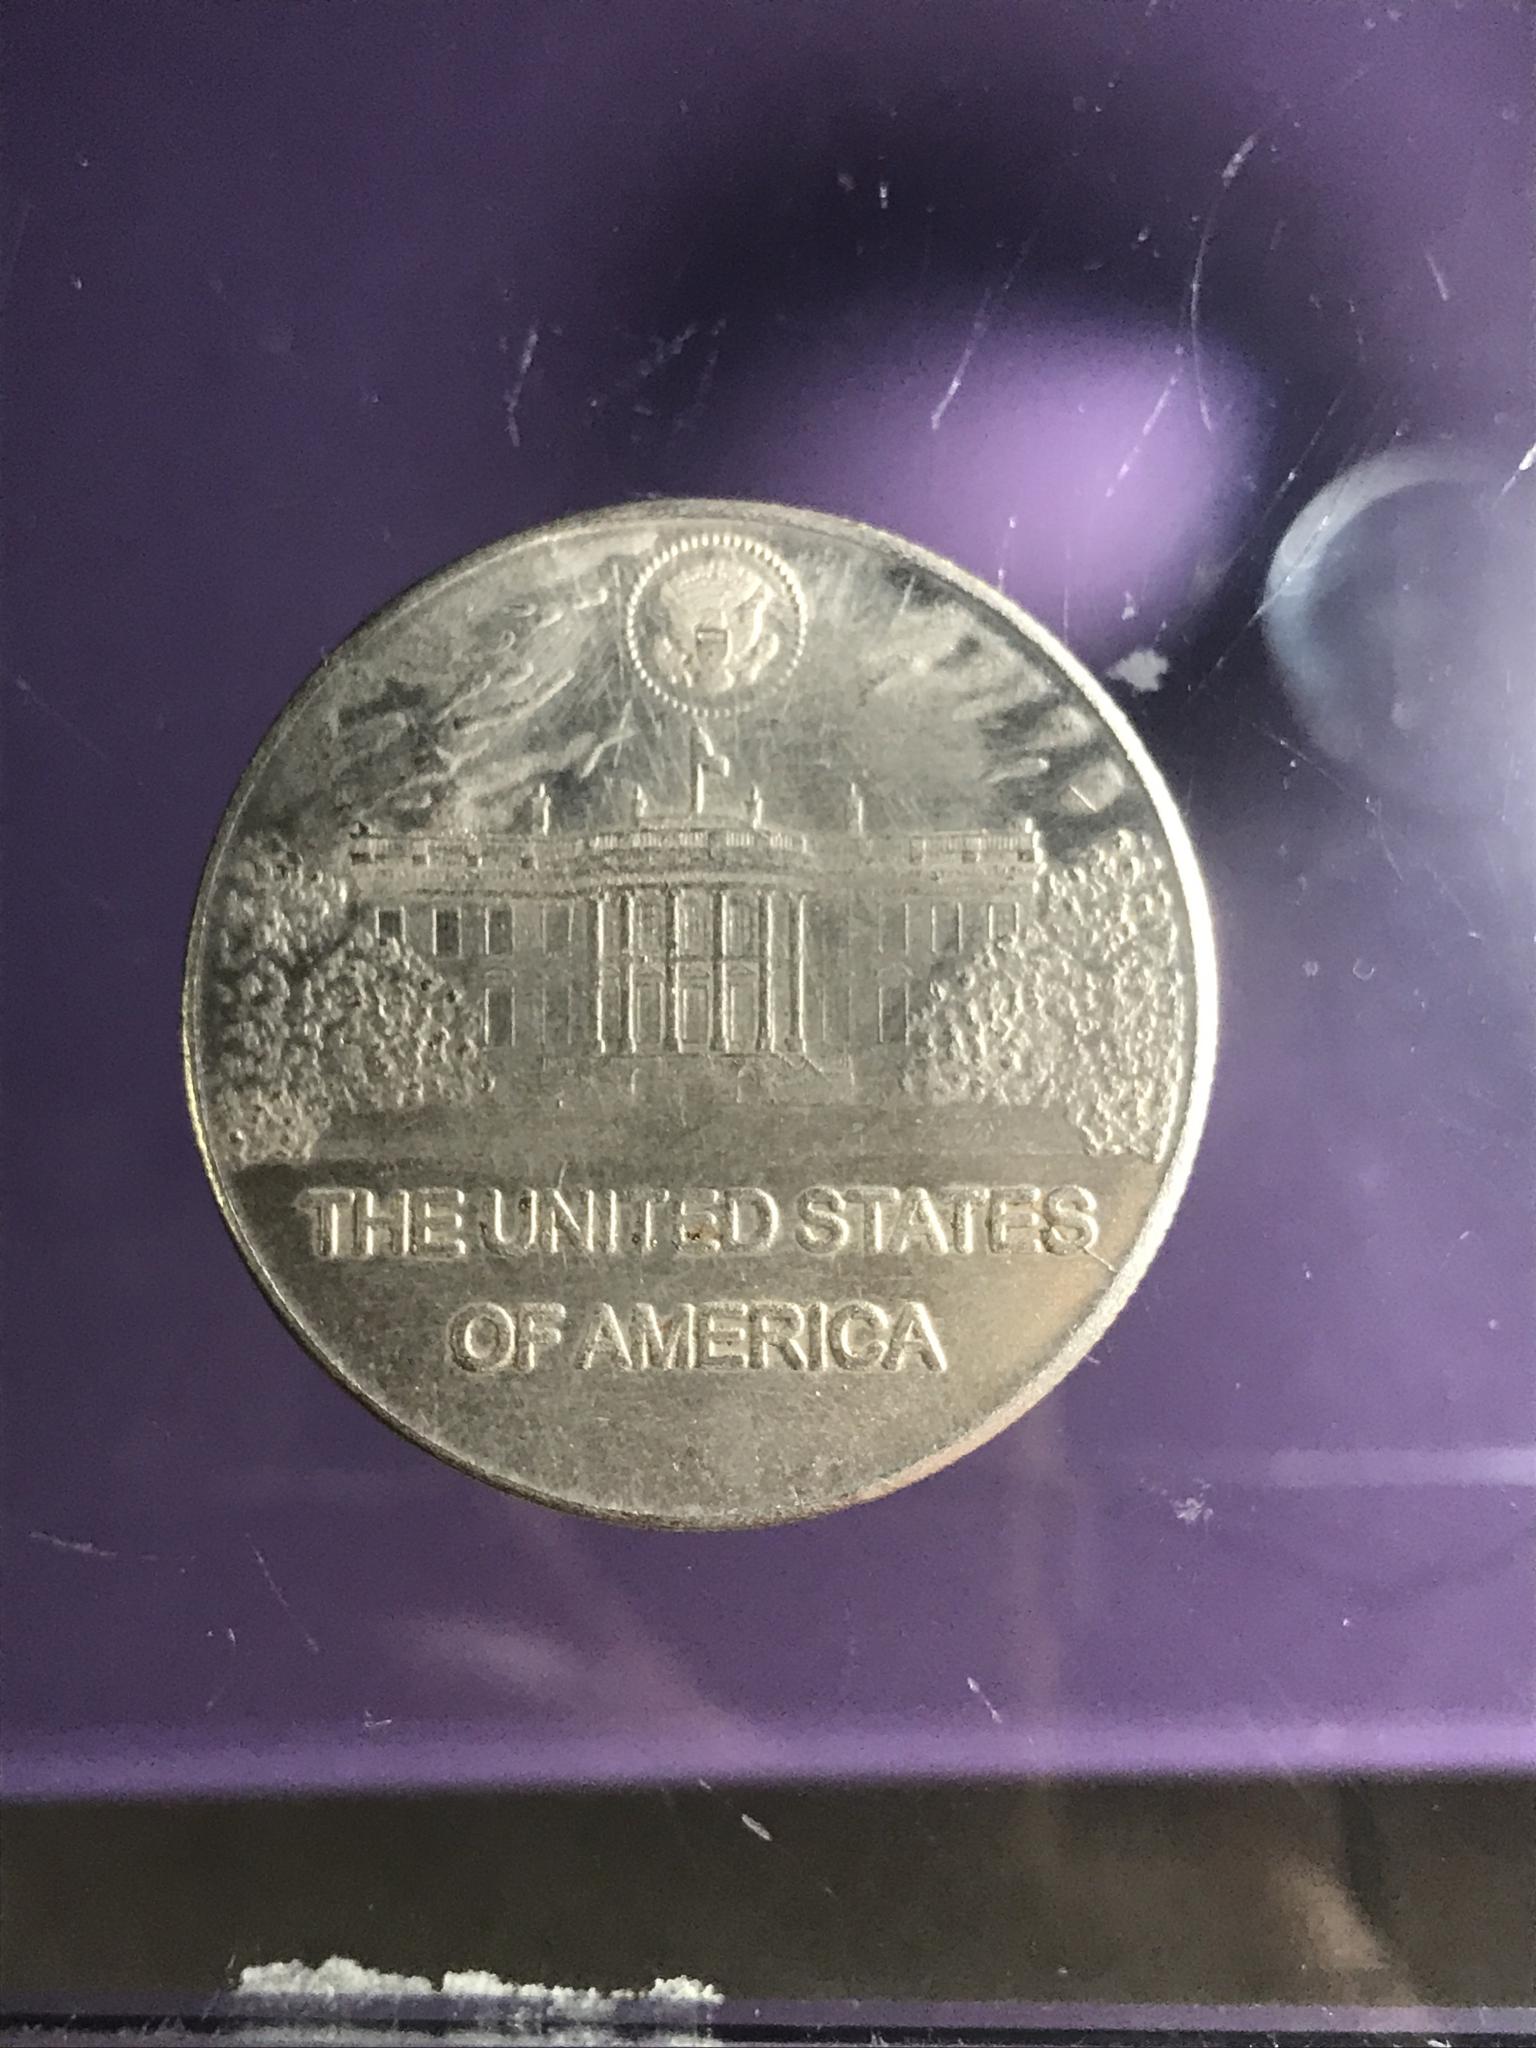 THE UNITED STATES
OF AMERICA